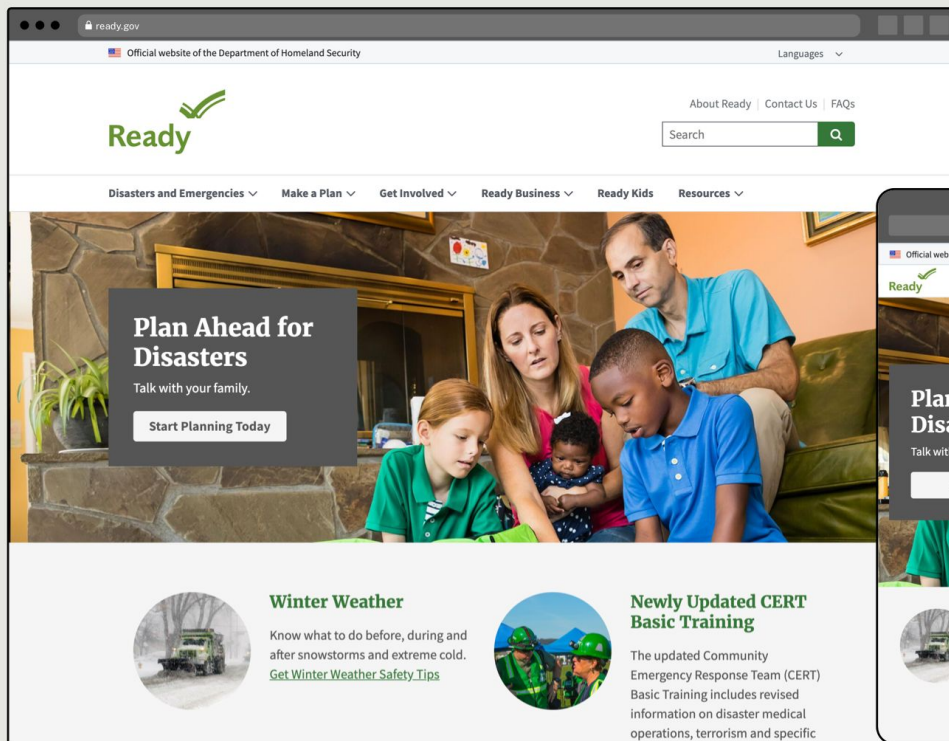 ready.gov
Official website of the Department of Homeland Security
Languages
Ready
About Ready | Contact Us | FAQs
Search
Disasters and Emergencies
Make a Plan
Get Involved
Ready Business
Ready Kids
Resources
Plan Ahead for
Disasters
Talk with your family.
Start Planning Today
Winter Weather
Know what to do before, during and
after snowstorms and extreme cold.
Get Winter Weather Safety Tips
Newly Updated CERT
Basic Training
The updated Community
Emergency Response Team (CERT)
Basic Training includes revised
information on disaster medical
operations, terrorism and specific
Official web
Ready
Plan
Disa
Talk wit